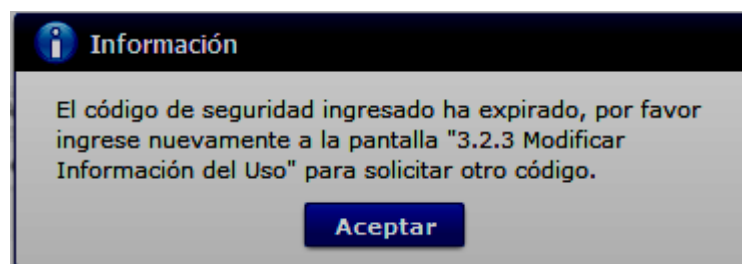 Información
El código de seguridad ingresado ha expirado, por favor
ingrese nuevamente a la pantalla "3.2.3 Modificar
Información del Uso" para solicitar otro código.
Aceptar